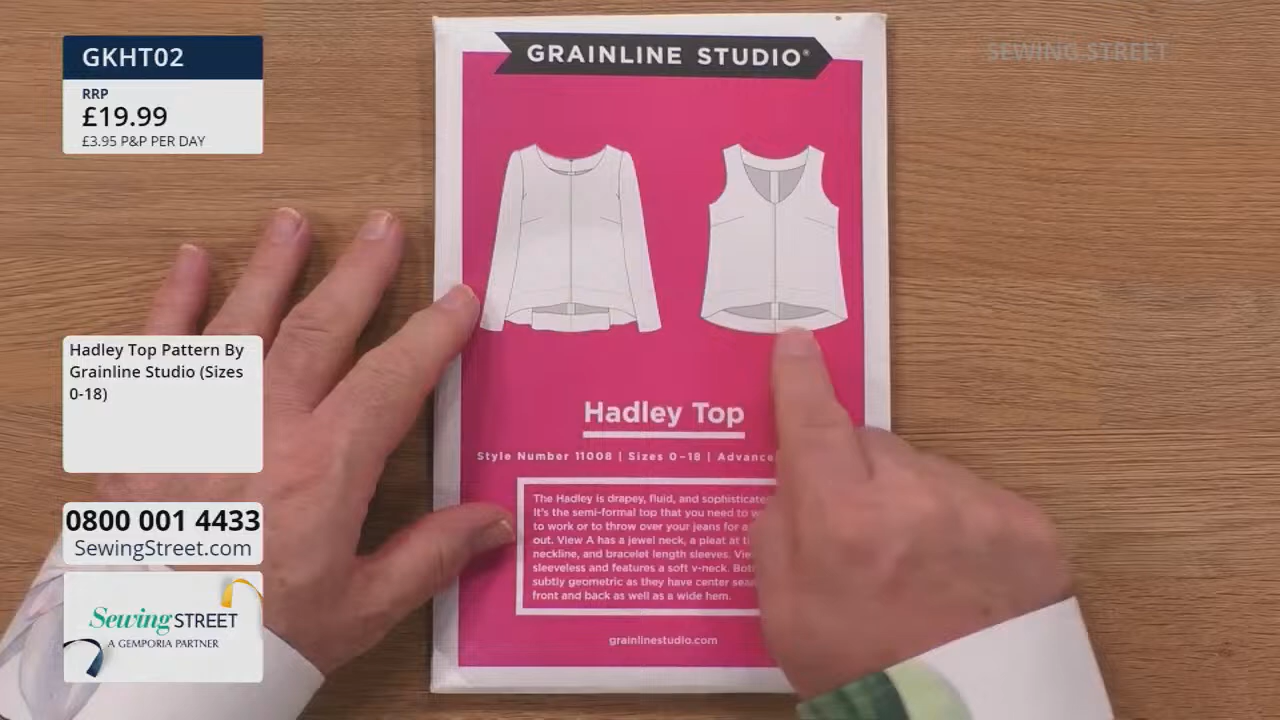 GKHT02
RRP
£19.99
£3.95 P&P PER DAY
SEWING STREET
GRAINLINE STUDIO®
Hadley Top
Style Number 11008 | Sizes 0-18 | Advance
The Hadley is drapey, fluid, and sophisticate
It's the semi-formal top that you need to w
to work or to throw over your jeans for a
out. View A has a jewel neck, a pleat at t
neckline, and bracelet length sleeves. Vie
sleeveless and features a soft v-neck. Bot
subtly geometric as they have center sea
front and back as well as a wide hem.
grainlinestudio.com
Hadley Top Pattern By
Grainline Studio (Sizes
0-18)
0800 001 4433
SewingStreet.com
Sewing STREET
A GEMPORIA PARTNER